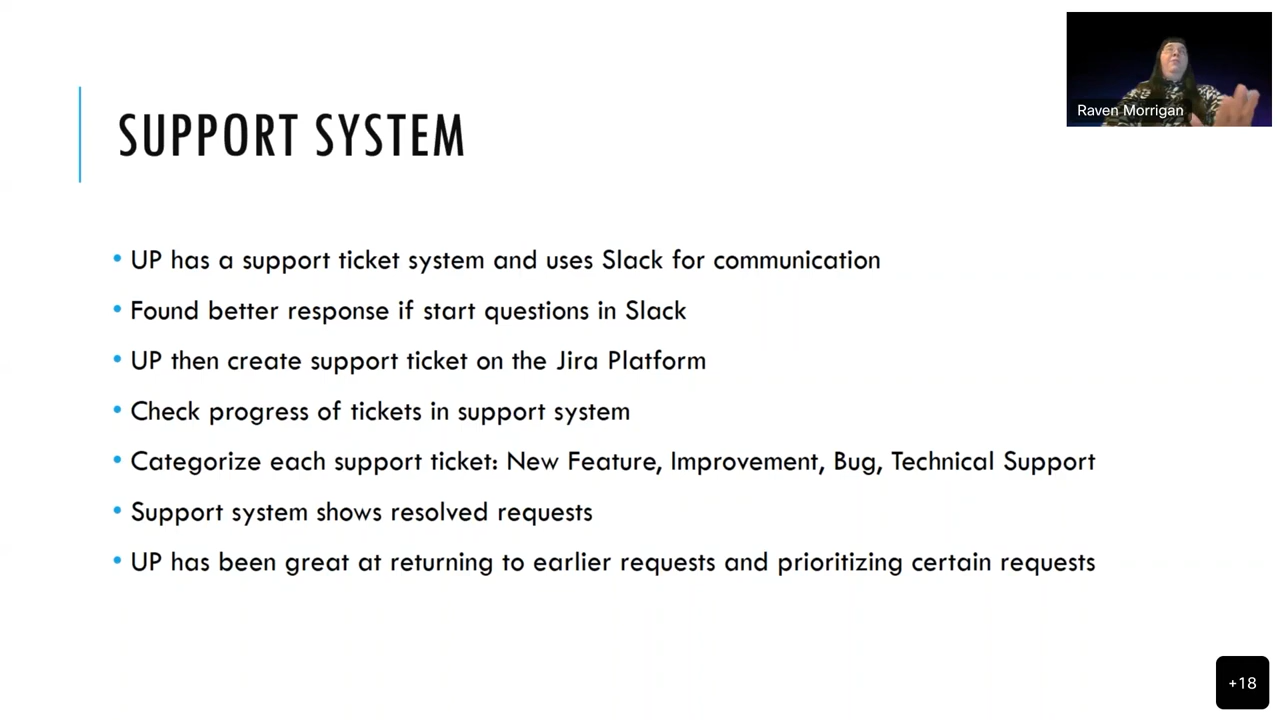 Raven Morrigan
SUPPORT SYSTEM
• UP has a support ticket system and uses Slack for communication
• Found better response if start questions in Slack
• UP then create support ticket on the Jira Platform
• Check progress of tickets in support system
• Categorize each support ticket: New Feature, Improvement, Bug, Technical Support
• Support system shows resolved requests
• UP has been great at returning to earlier requests and prioritizing certain requests
+18